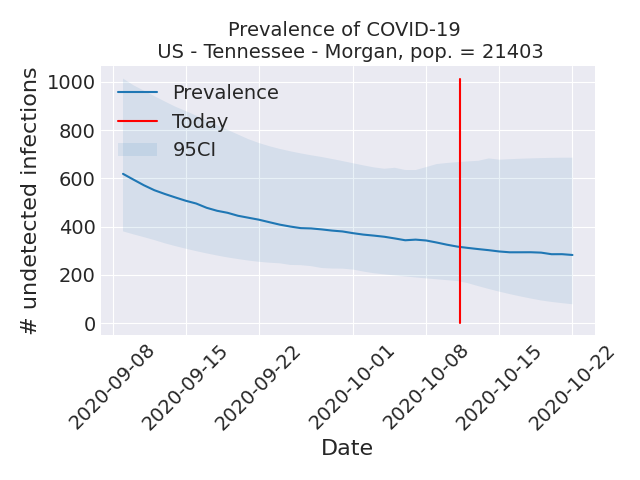 Prevalence of COVID-19
US - Tennessee - Morgan, pop. = 21403
# undetected infections
1000
800
600
400
200
0
Prevalence
Today
95CI
2020-09-08
2020-09-15
2020-09-22
2020-10-01
2020-10-08
2020-10-15
2020-10-22
Date